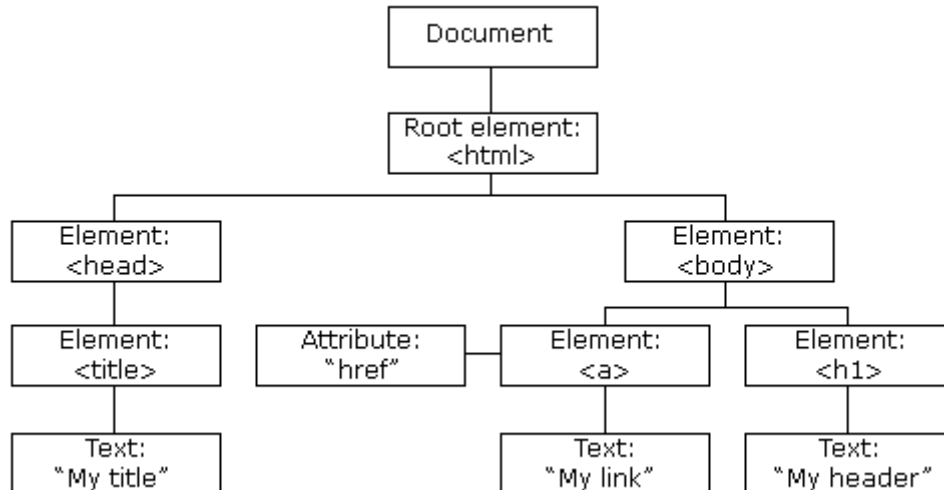 Document
Root element:
<html>
Element:
<head>
Element:
<body>
Element:
<title>
Attribute:
“href”
Element:
<a>
Element:
<h1>
Text:
“My title”
Text:
“My link”
Text:
“My header”